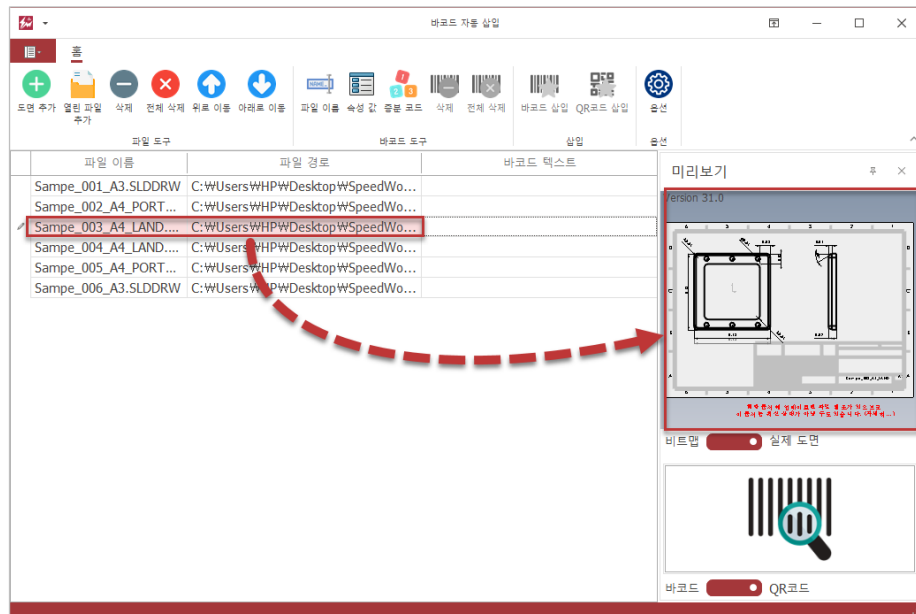 바코드 자동 삽입
홈
도면 추가
열린 파일 추가
삭제
전체 삭제
위로 이동
아래로 이동
파일 이름
속성 값
증분 코드
삭제
전체 삭제
바코드 삽입
QR코드 삽입
옵션
파일 도구
바코드 도구
삽입
옵션
파일 이름 파일 경로 바코드 텍스트
Sampe_001_A3.SLDDRW C:₩Users₩HP₩Desktop₩SpeedWo...
Sampe_002_A4_PORT... C:₩Users₩HP₩Desktop₩SpeedWo...
Sampe_003_A4_LAND.... C:₩Users₩HP₩Desktop₩SpeedWo...
Sampe_004_A4_LAND.... C:₩Users₩HP₩Desktop₩SpeedWo...
Sampe_005_A4_PORT... C:₩Users₩HP₩Desktop₩SpeedWo...
Sampe_006_A3.SLDDRW C:₩Users₩HP₩Desktop₩SpeedWo...
미리보기
Version 31.0
비트맵 실제 도면
바코드 QR코드